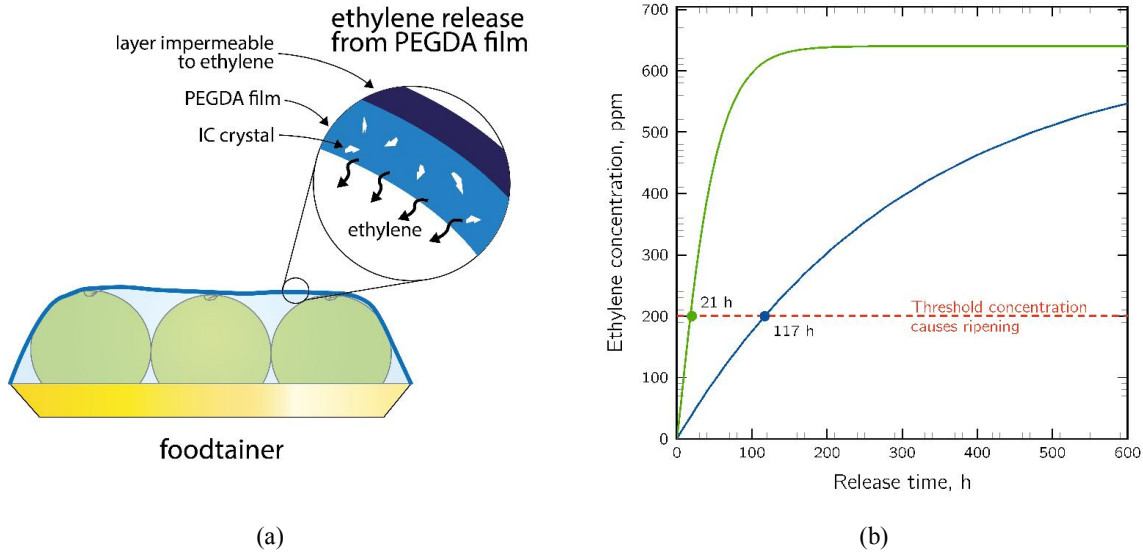 ethylene release
from PEGDA film
layer impermeable
to ethylene
PEGDA film
IC crystal
ethylene
foodtainer
(a)
Ethylene concentration, ppm
700
600
500
400
300
200
100
0
21 h
117 h
Threshold concentration
causes ripening
0 100 200 300 400 500 600
Release time, h
(b)